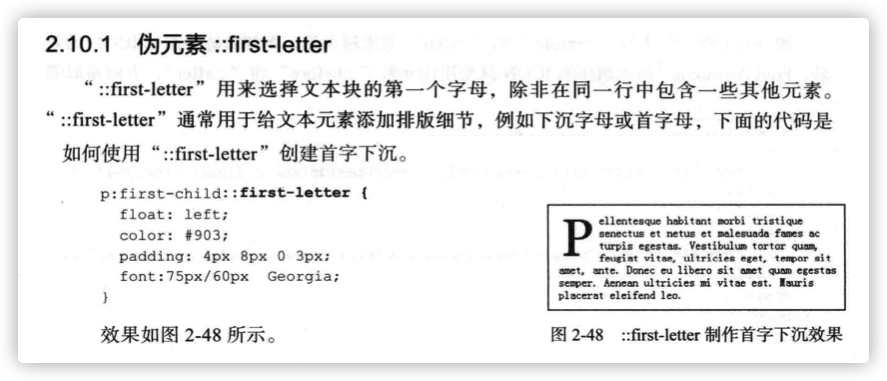 2.10.1 伪元素::first-letter
“ ::first-letter”用来选择文本块的第一个字母，除非在同一行中包含一些其他元素。
“ ::first-letter”通常用于给文本元素添加排版细节，例如下沉字母或首字母，下面的代码是
如何使用“::first-letter”创建首字下沉。
p:first-child::first-letter {
float: left;
color: #903;
padding: 4px 8px 0 3px;
font:75px/60px Georgia;
}
效果如图 2-48 所示。
Pellentesque habitant morbi tristique
senectus et netus et malesuada fames ac
turpis egestas. Vestibulum tortor quam,
feugiat vitae, ultricies eget, tempor sit
amet, ante. Donec eu libero sit amet quam egestas
semper. Aenean ultricies mi vitae est. Mauris
placerat eleifend leo.
图 2-48 ::first-letter 制作首字下沉效果